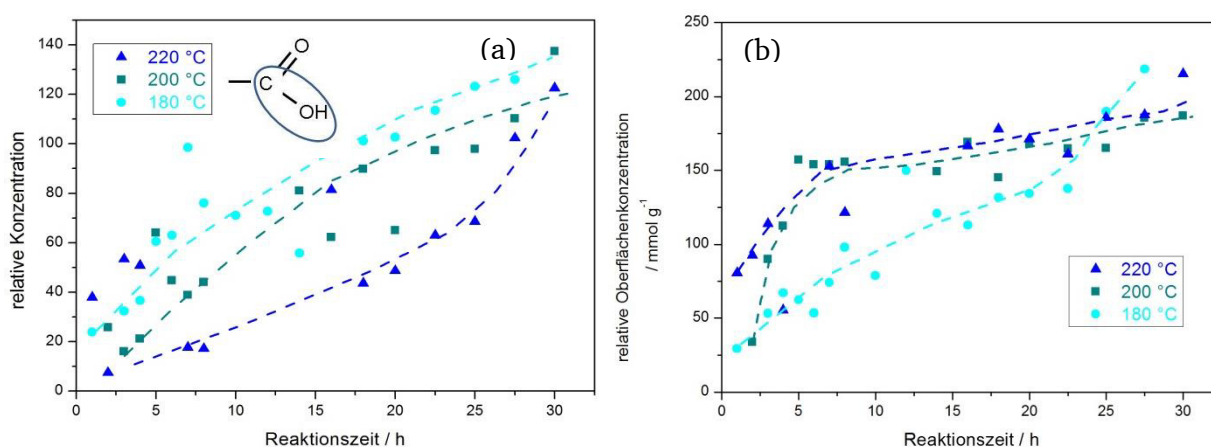 (a)
220 °C
200 °C
180 °C
O
C
OH
relative Konzentration
140
120
100
80
60
40
20
0
0 5 10 15 20 25 30
Reaktionszeit / h
(b)
relative Oberflächenkonzentration
/ mmol g⁻¹
250
200
150
100
50
0
220 °C
200 °C
180 °C
0 5 10 15 20 25 30
Reaktionszeit / h